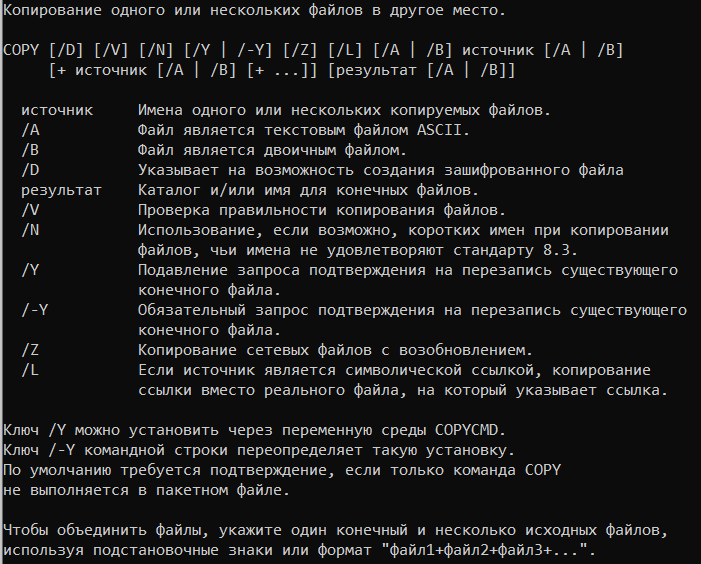 Копирование одного или нескольких файлов в другое место.

COPY [/D] [/V] [/N] [/Y | /-Y] [/Z] [/L] [/A | /B] источник [/A | /B]
     [+ источник [/A | /B] [+ ...]] [результат [/A | /B]]

  источник     Имена одного или нескольких копируемых файлов.
  /A           Файл является текстовым файлом ASCII.
  /B           Файл является двоичным файлом.
  /D           Указывает на возможность создания зашифрованного файла
  результат    Каталог и/или имя для конечных файлов.
  /V           Проверка правильности копирования файлов.
  /N           Использование, если возможно, коротких имен при копировании
               файлов, чьи имена не удовлетворяют стандарту 8.3.
  /Y           Подавление запроса подтверждения на перезапись существующего
               конечного файла.
  /-Y          Обязательный запрос подтверждения на перезапись существующего
               конечного файла.
  /Z           Копирование сетевых файлов с возобновлением.
  /L           Если источник является символической ссылкой, копирование
               ссылки вместо реального файла, на который указывает ссылка.

Ключ /Y можно установить через переменную среды COPYCMD.
Ключ /-Y командной строки переопределяет такую установку.
По умолчанию требуется подтверждение, если только команда COPY
не выполняется в пакетном файле.

Чтобы объединить файлы, укажите один конечный и несколько исходных файлов,
используя подстановочные знаки или формат "файл1+файл2+файл3+...".